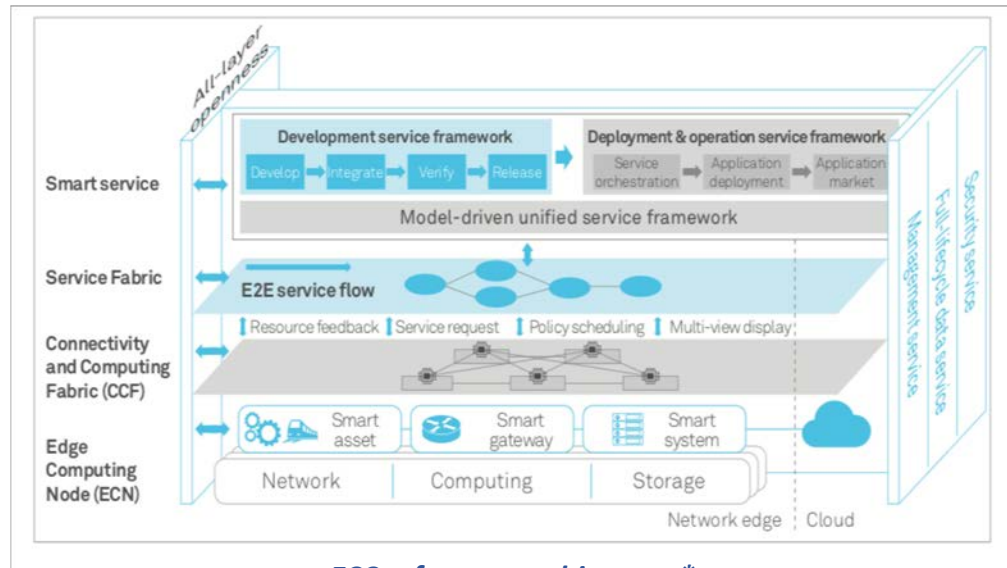 All-layer
openness
Development service framework
Develop
Integrate
Verify
Release
Deployment & operation service framework
Service
orchestration
Application
deployment
Application
market
Model-driven unified service framework
Smart service
Service Fabric
E2E service flow
Resource feedback
Service request
Policy scheduling
Multi-view display
Connectivity
and Computing
Fabric (CCF)
Edge
Computing
Node (ECN)
Smart
asset
Smart
gateway
Smart
system
Network
Computing
Storage
Network edge
Cloud
Management service
Full-lifecycle data service
Security service